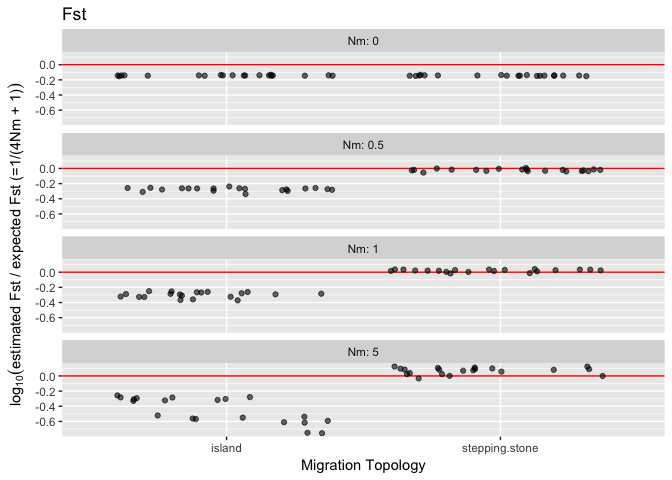 Fst
Nm: 0
0.0
-0.2
-0.4
-0.6
Nm: 0.5
0.0
-0.2
-0.4
-0.6
Nm: 1
0.0
-0.2
-0.4
-0.6
Nm: 5
0.0
-0.2
-0.4
-0.6
log₁₀(estimated Fst / expected Fst (=1/(4Nm + 1))
island stepping.stone
Migration Topology